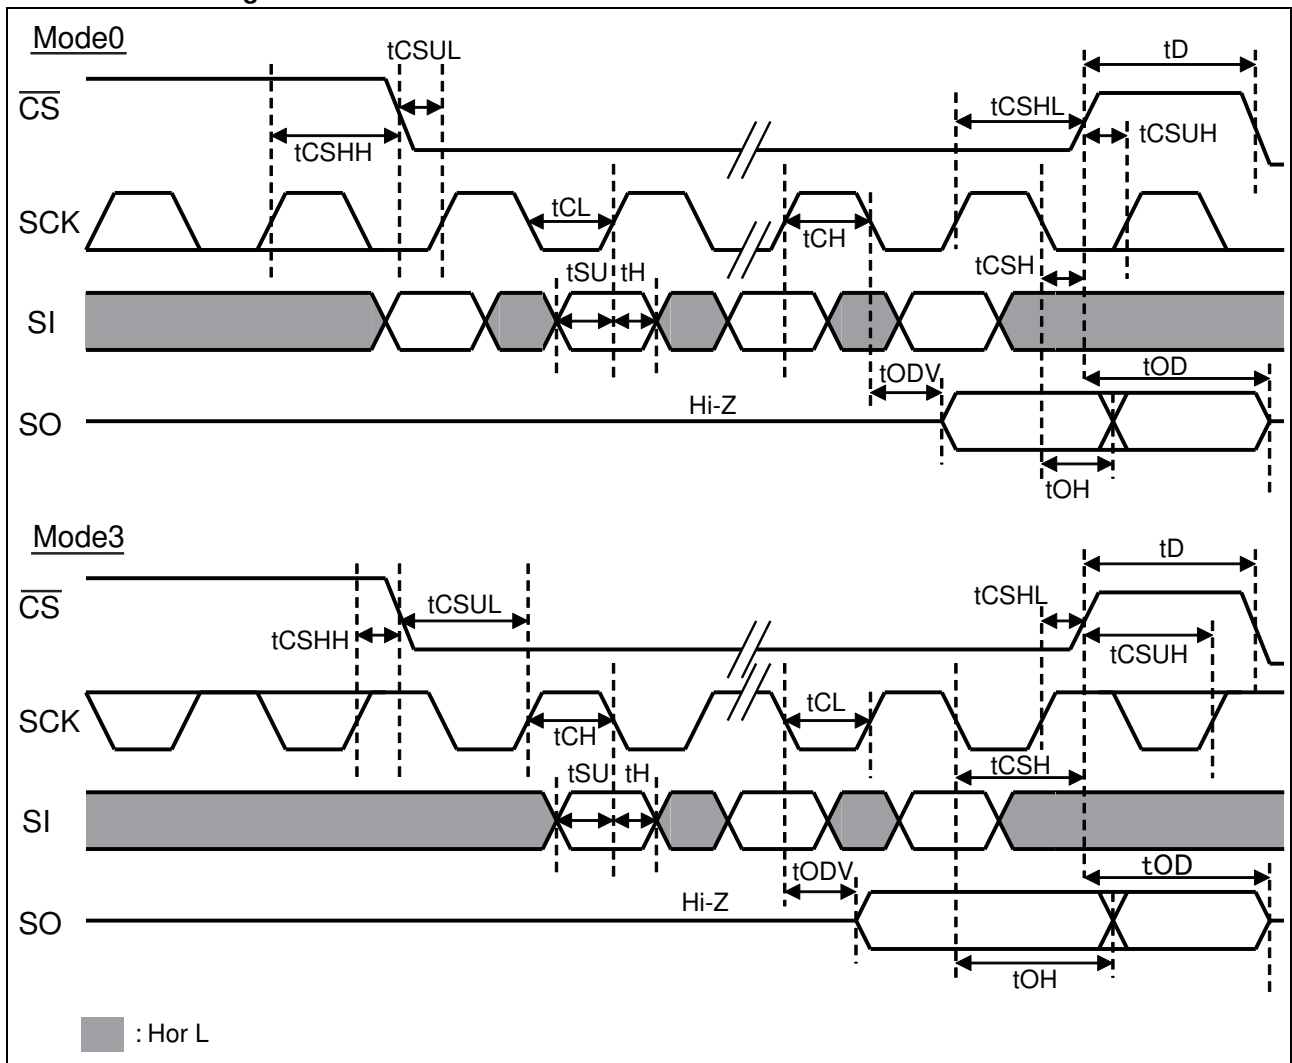 Mode0
tCSUL
tD
CS
tCSHL
tCSUH
tCSHH
SCK
tCL
tCH
tCSH
tSU tH
SI
tODV
tOD
Hi-Z
SO
tOH
Mode3
tD
CS
tCSUL
tCSHL
tCSHH
tCSUH
SCK
tCL
tCH
tCSH
tSU tH
SI
tODV
tOD
Hi-Z
SO
tOH
: Hor L